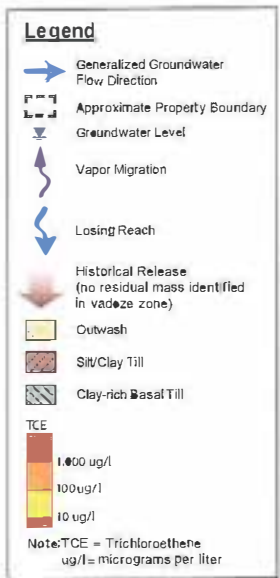 Legend
Generalized Groundwater
Flow Direction
Approximate Property Boundary
Groundwater Level
Vapor Migration
Losing Reach
Historical Release
(no residual mass identified
in vadoze zone)
Outwash
Silt/Clay Till
Clay-rich Basal Till
TCE
1,000 ug/l
100 ug/l
10 ug/l
Note:TCE = Trichloroethene
ug/l= micrograms per liter